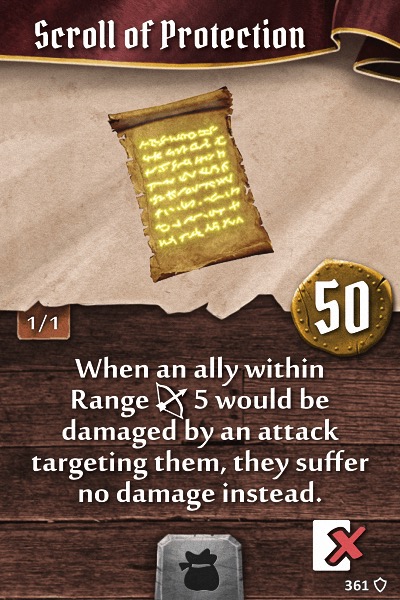 Scroll of Protection
50
1/1
When an ally within
Range 5 would be
damaged by an attack
targeting them, they suffer
no damage instead.
361